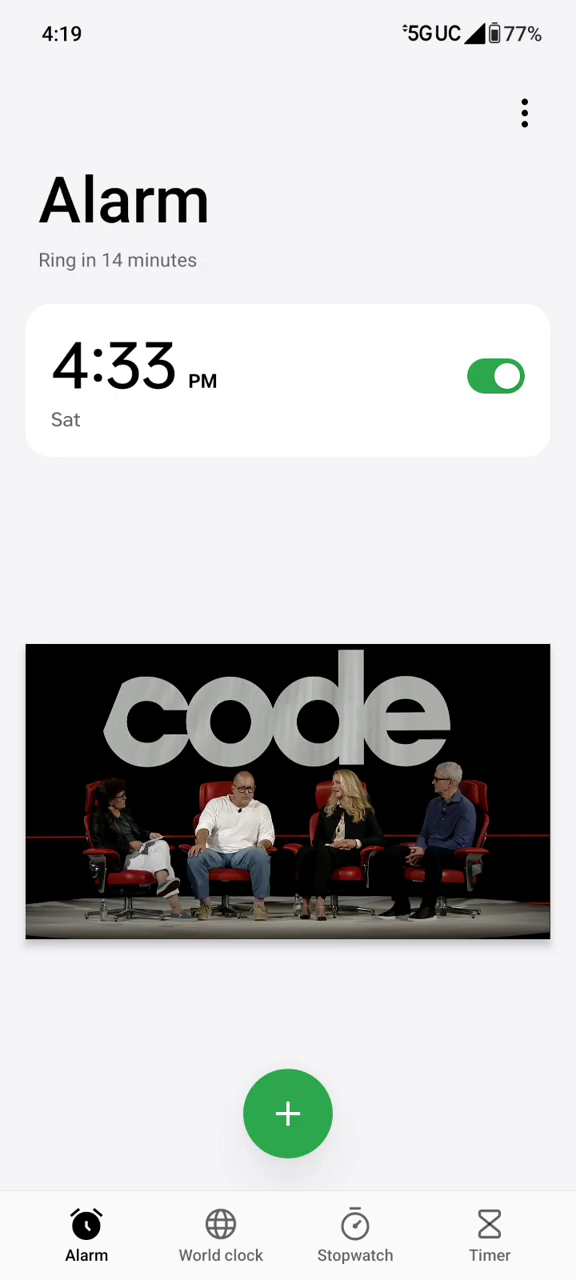 4:19
5G UC 77%
Alarm
Ring in 14 minutes
4:33 PM
Sat
code
Alarm
World clock
Stopwatch
Timer